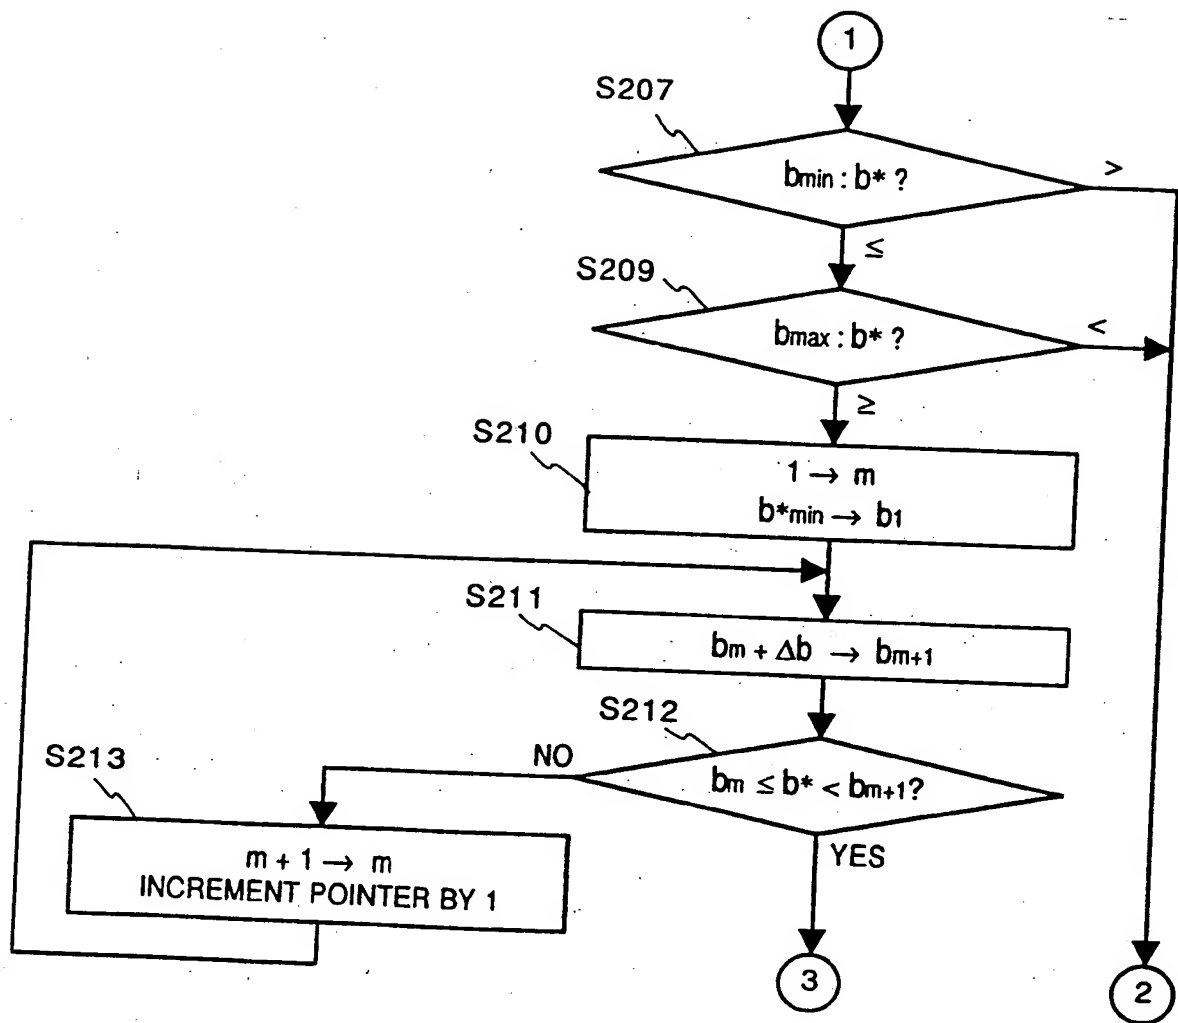 1
S207
bmin : b* ?
>
≤
S209
bmax : b* ?
<
≥
S210
1 → m
b*min → b1
S211
bm + Δb → bm+1
S212
bm ≤ b* < bm+1?
NO
YES
S213
m + 1 → m
INCREMENT POINTER BY 1
3
2